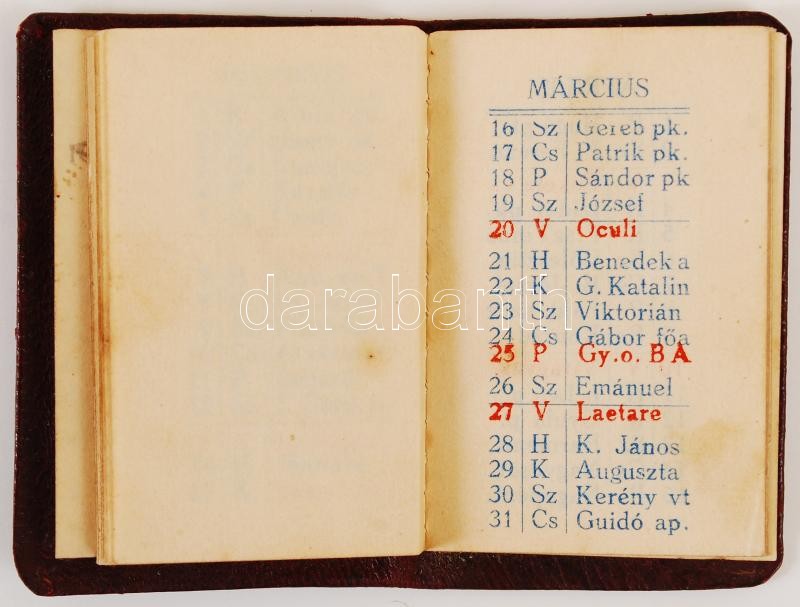 MÁRCIUS
16 Sz Geréb pk.
17 Cs Patrik pk.
18 P Sándor pk
19 Sz József
20 V Oculi
21 H Benedek a
22 K G. Katalin
23 Sz Viktorián
24 Cs Gábor főa
25 P Gy.o. B A
26 Sz Emánuel
27 V Laetare
28 H K. János
29 K Auguszta
30 Sz Kerény vt
31 Cs Guidó ap.
darabanth